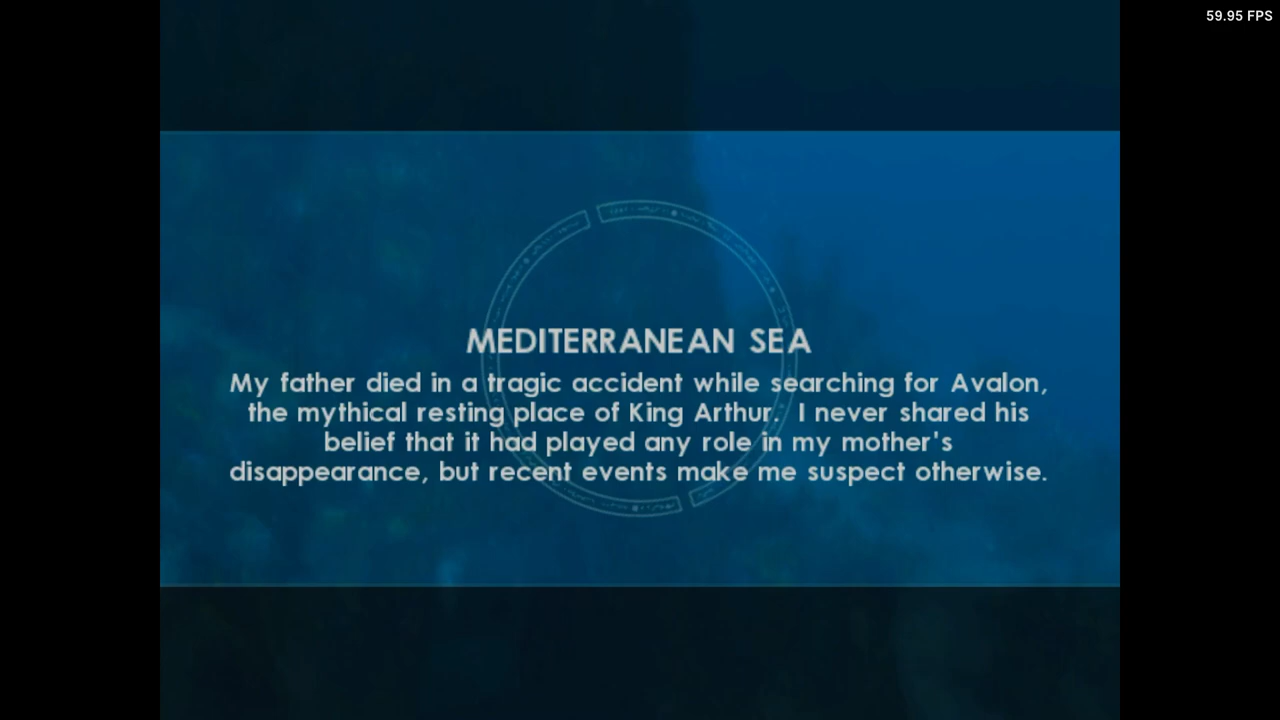 59.95 FPS
MEDITERRANEAN SEA
My father died in a tragic accident while searching for Avalon,
the mythical resting place of King Arthur.  I never shared his
belief that it had played any role in my mother's
disappearance, but recent events make me suspect otherwise.